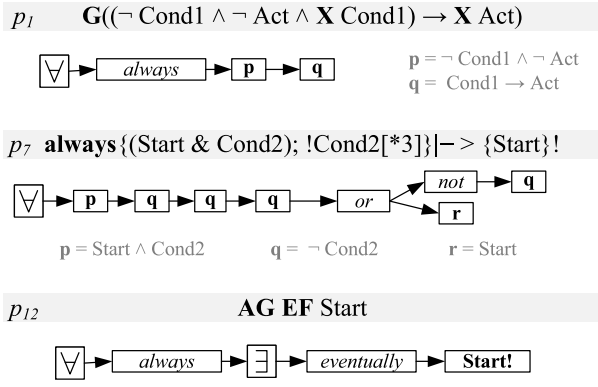 p1 G((¬ Cond1 ∧ ¬ Act ∧ X Cond1) → X Act)
∀ always p q
p = ¬ Cond1 ∧ ¬ Act
q = Cond1 → Act
p7 always{(Start & Cond2); !Cond2[*3]}|− > {Start}!
∀ p q q q or not q
r
p = Start ∧ Cond2 q = ¬ Cond2 r = Start
p12 AG EF Start
∀ always ∃ eventually Start!